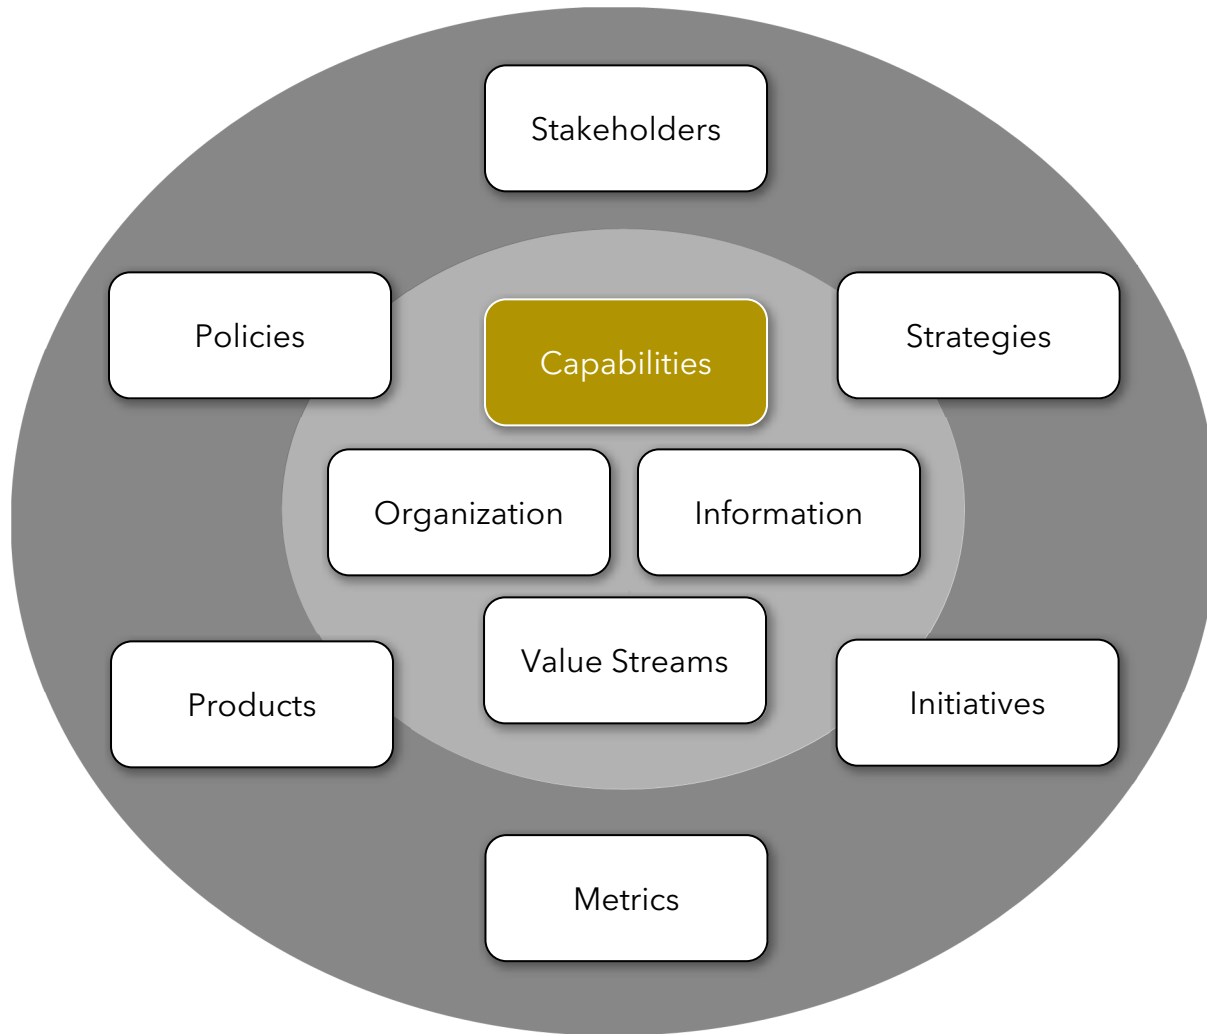 Stakeholders
Policies
Strategies
Capabilities
Organization
Information
Value Streams
Products
Initiatives
Metrics